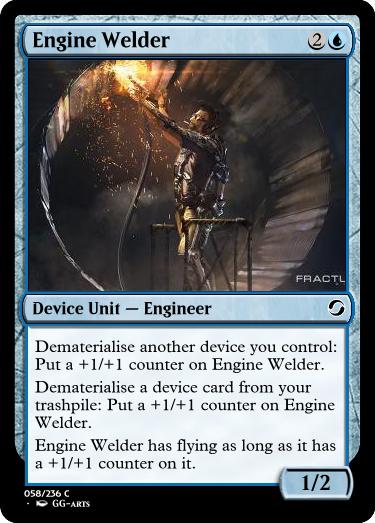 Engine Welder 2
FRACTL
Device Unit — Engineer
Dematerialise another device you control:
Put a +1/+1 counter on Engine Welder.
Dematerialise a device card from your
trashpile: Put a +1/+1 counter on Engine
Welder.
Engine Welder has flying as long as it has
a +1/+1 counter on it.
1/2
058/236 C
· GG-ARTS